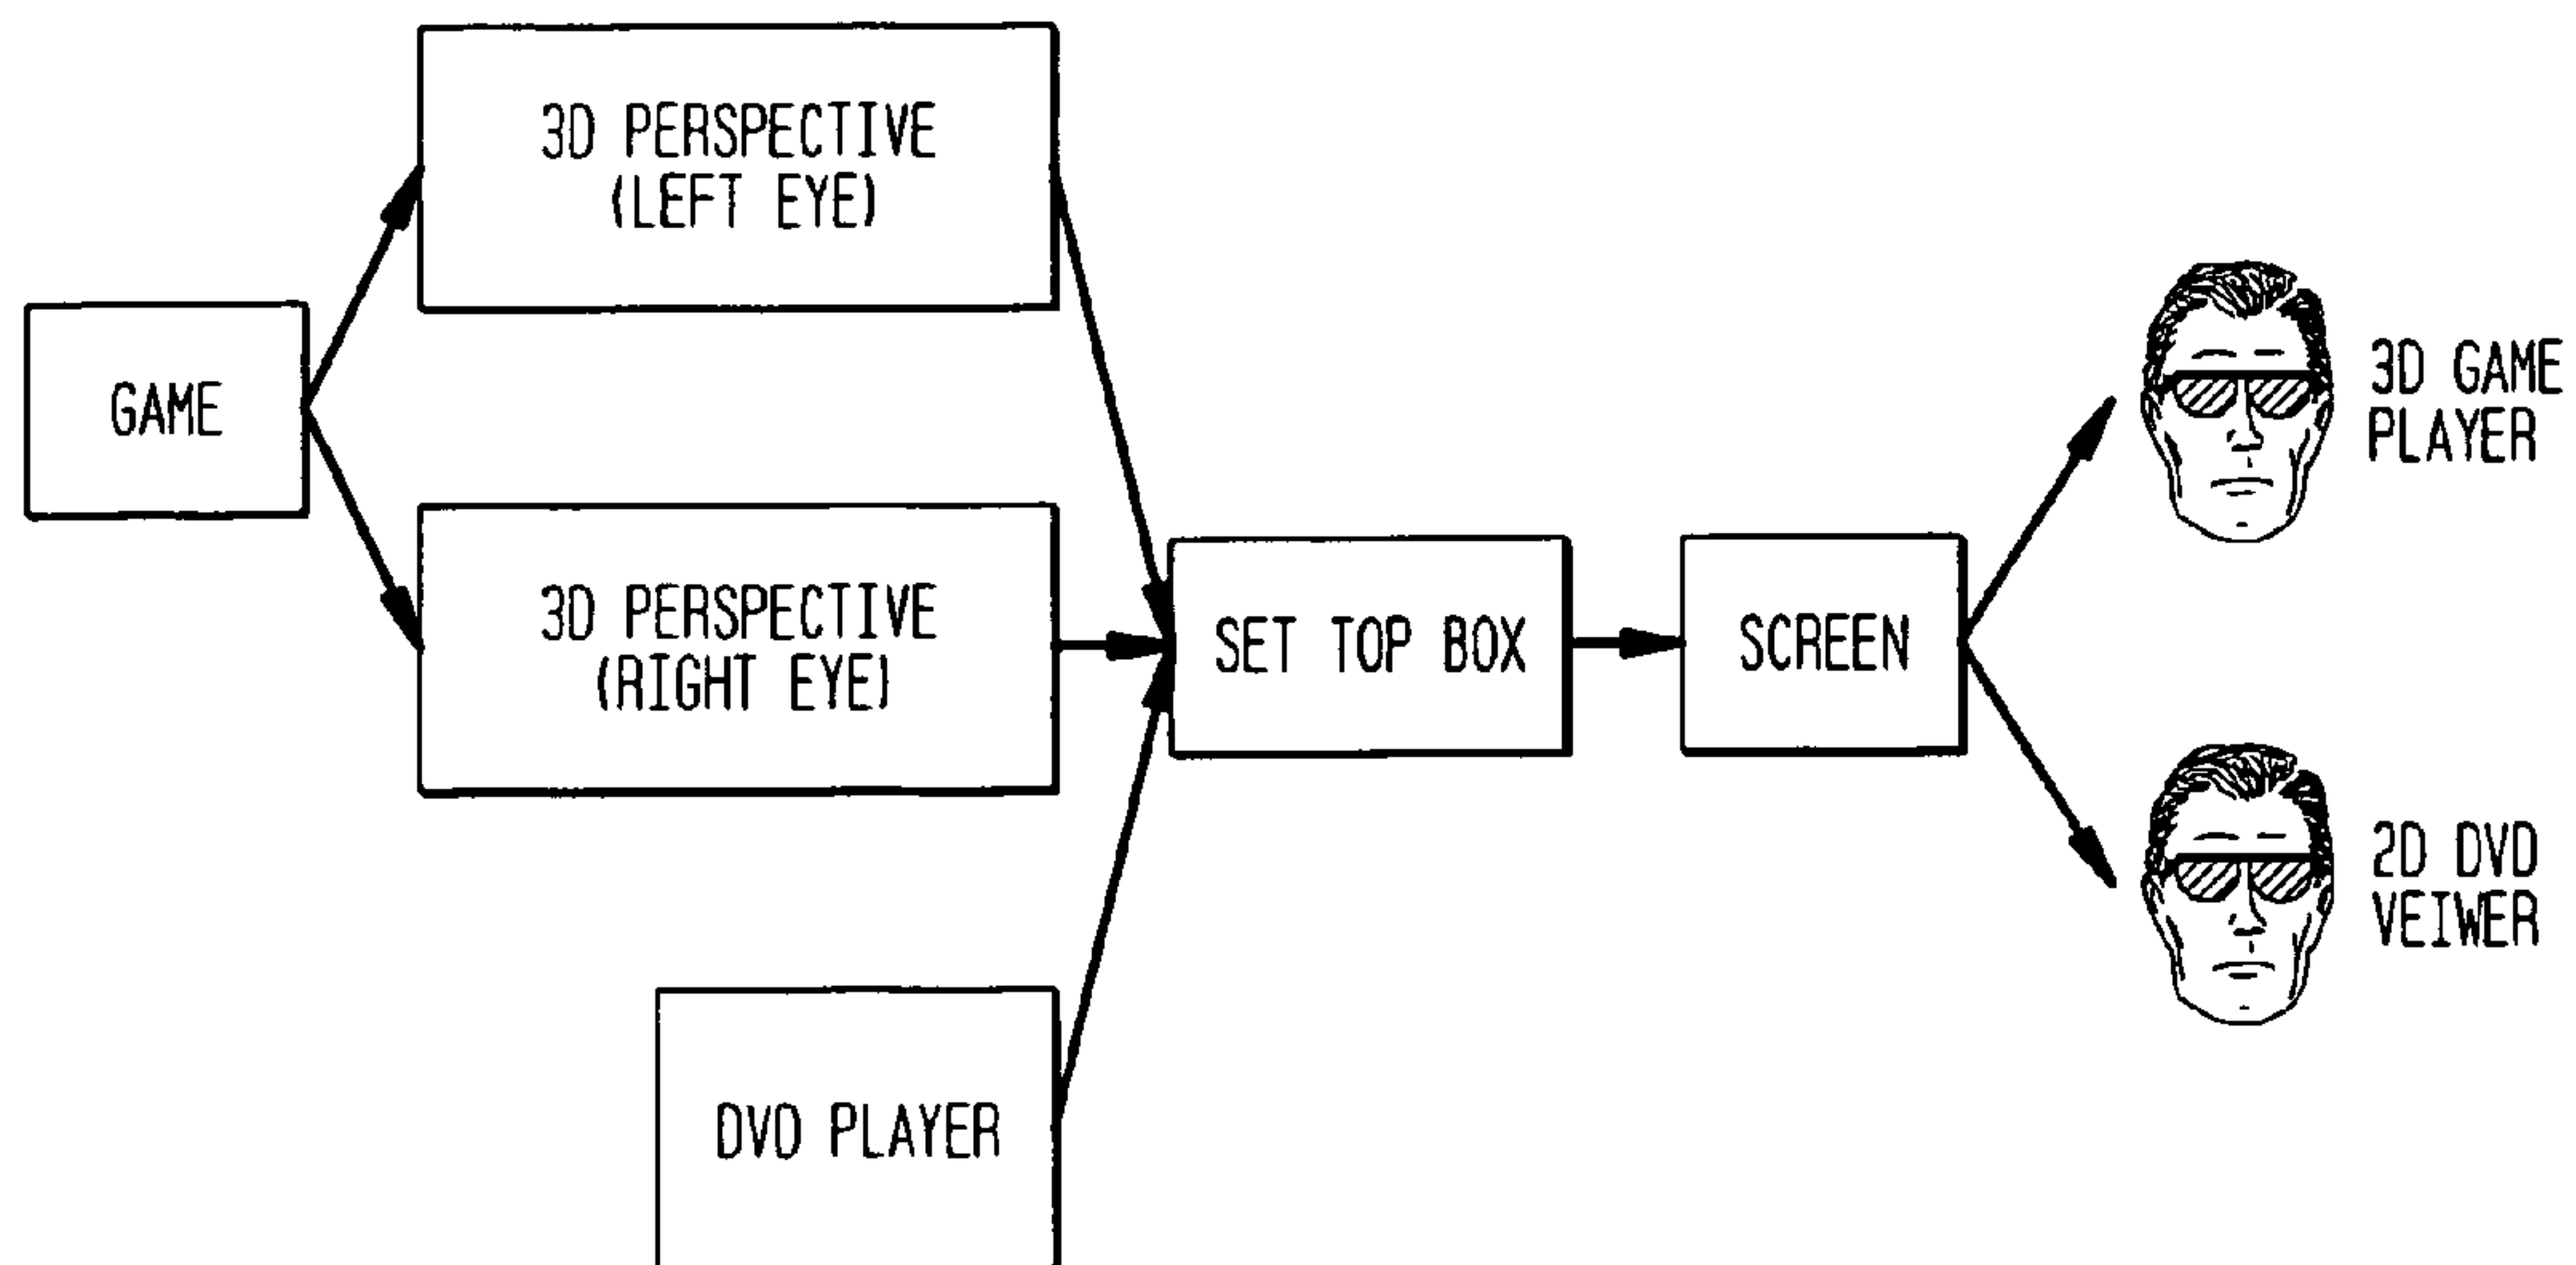 3D PERSPECTIVE
(LEFT EYE)
GAME
3D PERSPECTIVE
(RIGHT EYE)
SET TOP BOX
SCREEN
3D GAME
PLAYER
2D DVD
VEIWER
DVD PLAYER